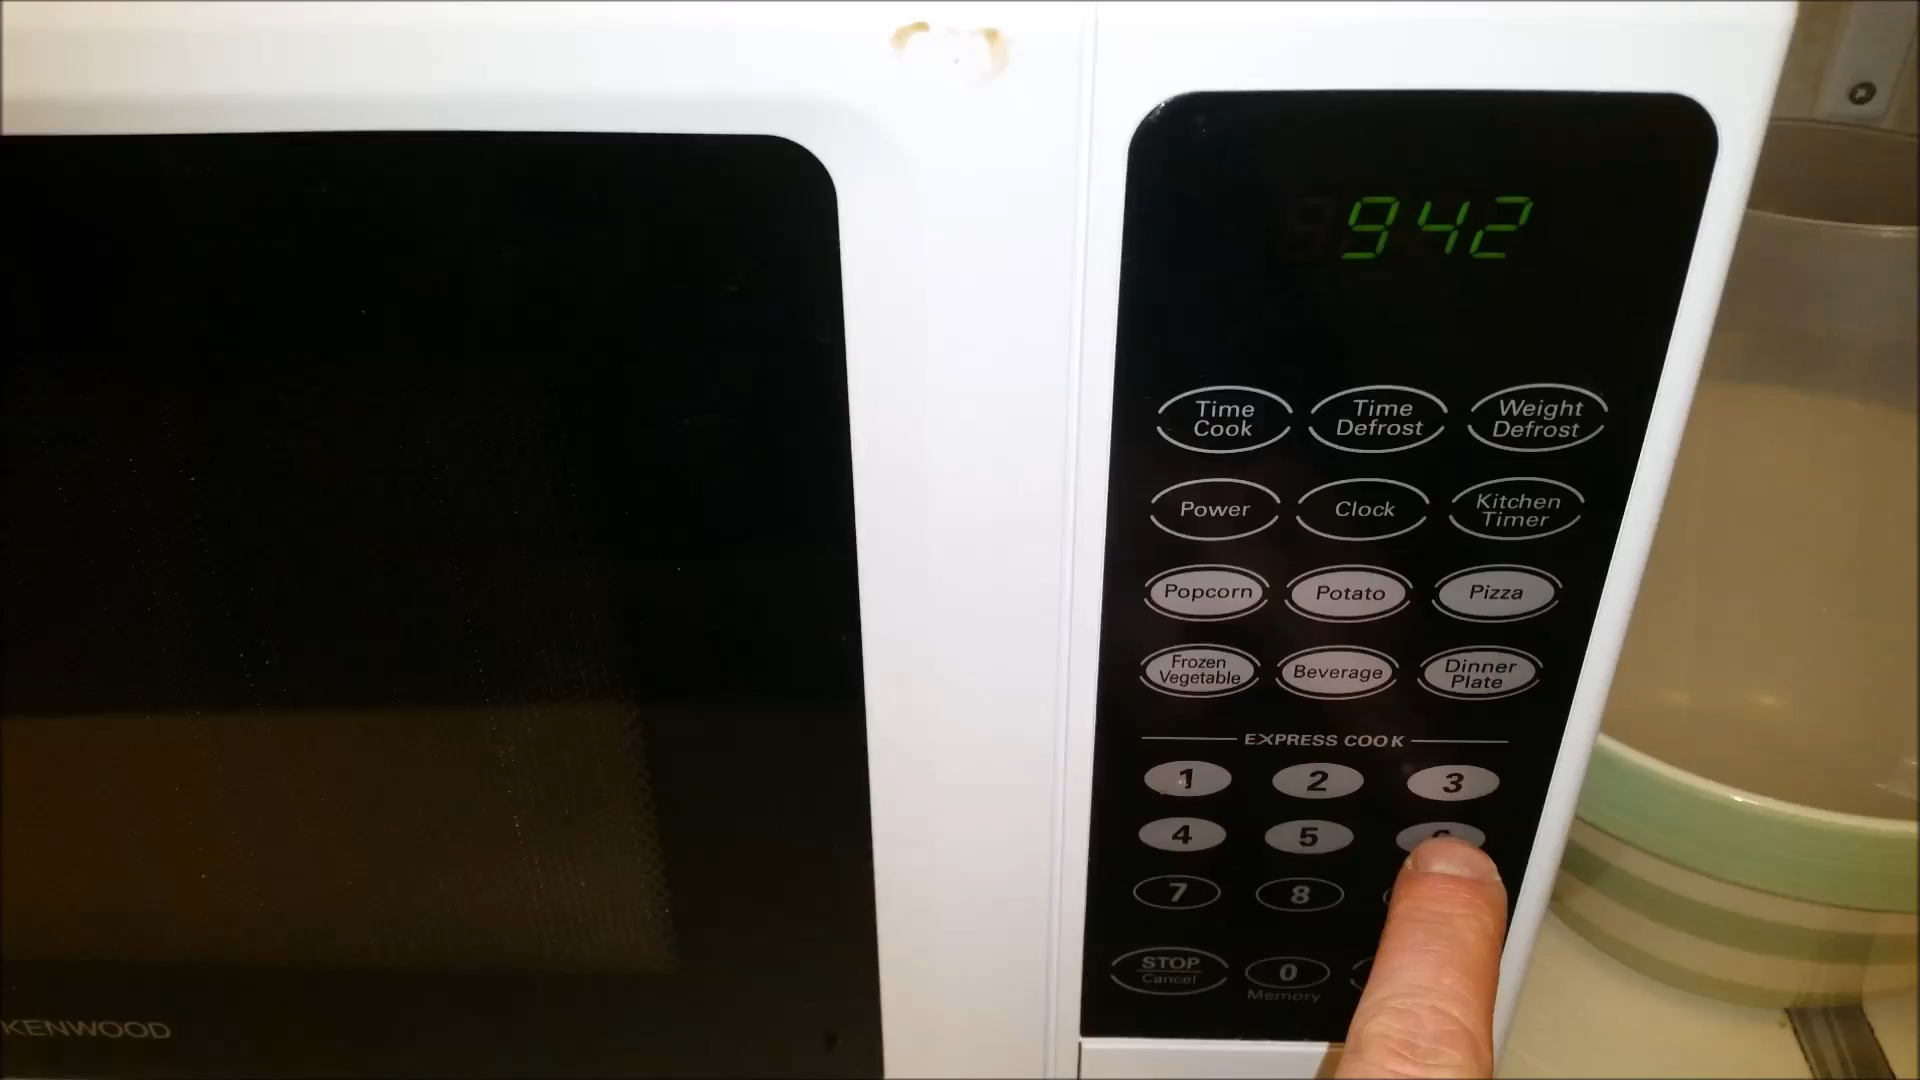 942
Time Cook
Time Defrost
Weight Defrost
Power
Clock
Kitchen Timer
Popcorn
Potato
Pizza
Frozen Vegetable
Beverage
Dinner Plate
EXPRESS COOK
1 2 3
4 5
7 8
STOP
Cancel
0
Memory
KENWOOD